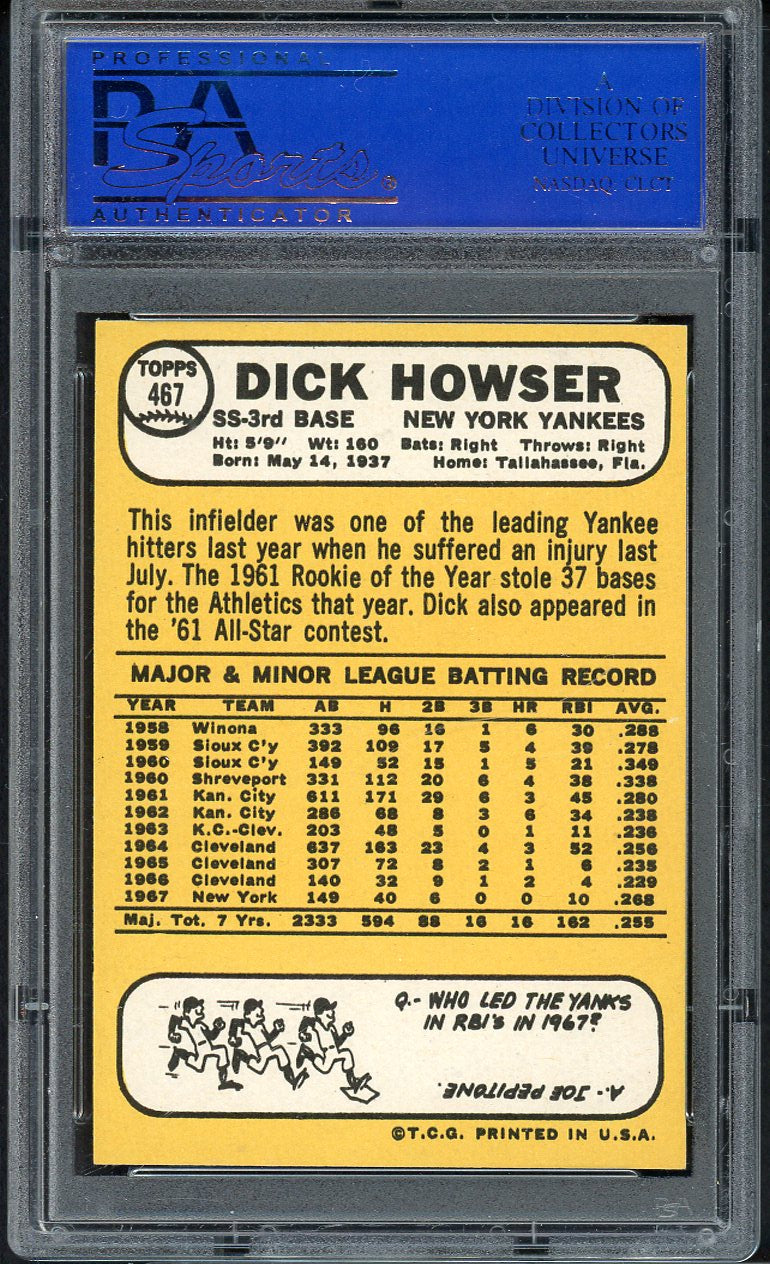 PROFESSIONAL
PSA
Sports®
AUTHENTICATOR
A
DIVISION OF
COLLECTORS
UNIVERSE
NASDAQ: CLCT
TOPPS
467
DICK HOWSER
SS-3rd BASE NEW YORK YANKEES
Ht: 5'9" Wt: 160 Bats: Right Throws: Right
Born: May 14, 1937 Home: Tallahassee, Fla.
This infielder was one of the leading Yankee
hitters last year when he suffered an injury last
July. The 1961 Rookie of the Year stole 37 bases
for the Athletics that year. Dick also appeared in
the '61 All-Star contest.
MAJOR & MINOR LEAGUE BATTING RECORD
YEAR TEAM AB H 2B 3B HR RBI AVG.
1958 Winona 333 96 16 1 6 30 .288
1959 Sioux C'y 392 109 17 5 4 39 .278
1960 Sioux C'y 149 52 15 1 5 21 .349
1960 Shreveport 331 112 20 6 4 38 .338
1961 Kan. City 611 171 29 6 3 45 .280
1962 Kan. City 286 68 8 3 6 34 .238
1963 K.C.-Clev. 203 48 5 0 1 11 .236
1964 Cleveland 637 163 23 4 3 52 .256
1965 Cleveland 307 72 8 2 1 6 .235
1966 Cleveland 140 32 9 1 2 4 .229
1967 New York 149 40 6 0 0 10 .268
Maj. Tot. 7 Yrs. 2333 594 88 16 16 162 .255
Q.- WHO LED THE YANKS
IN RBI'S IN 1967?
A.- JOE PEPITONE.
©T.C.G. PRINTED IN U.S.A.
PSA